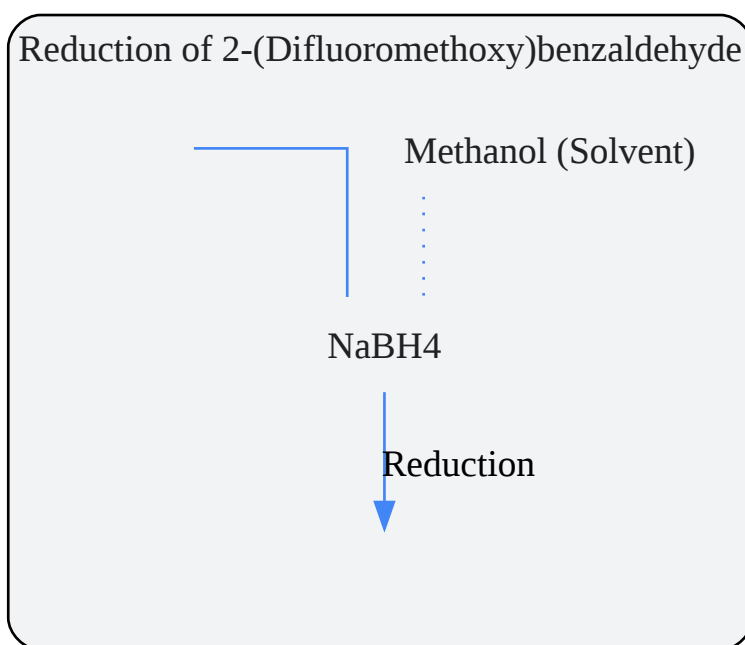 Reduction of 2-(Difluoromethoxy)benzaldehyde
Methanol (Solvent)
NaBH4
Reduction